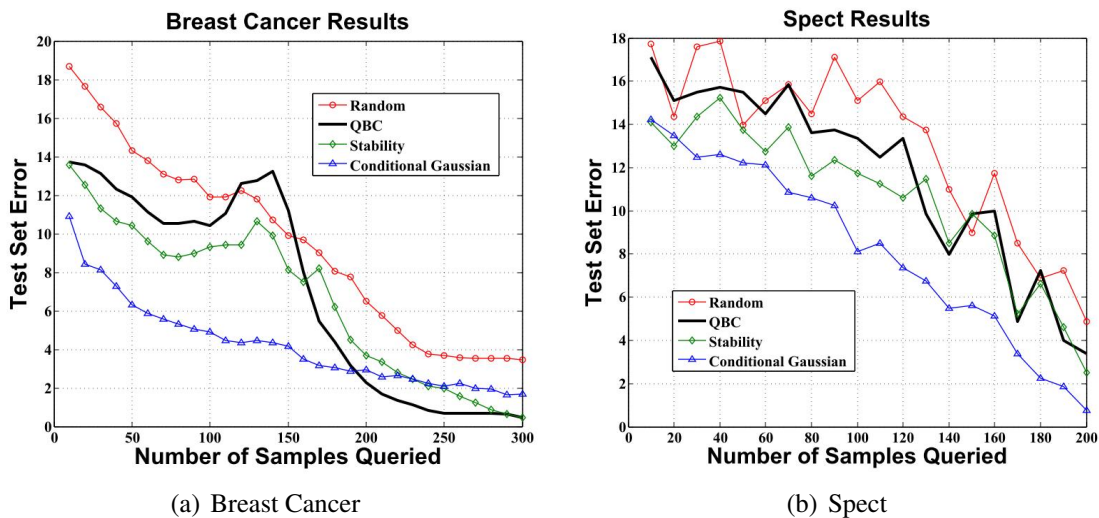 Breast Cancer Results
20
18
16
14
12
10
8
6
4
2
0
Test Set Error
Random
QBC
Stability
Conditional Gaussian
0 50 100 150 200 250 300
Number of Samples Queried
(a) Breast Cancer
Spect Results
18
16
14
12
10
8
6
4
2
0
Test Set Error
Random
QBC
Stability
Conditional Gaussian
0 20 40 60 80 100 120 140 160 180 200
Number of Samples Queried
(b) Spect